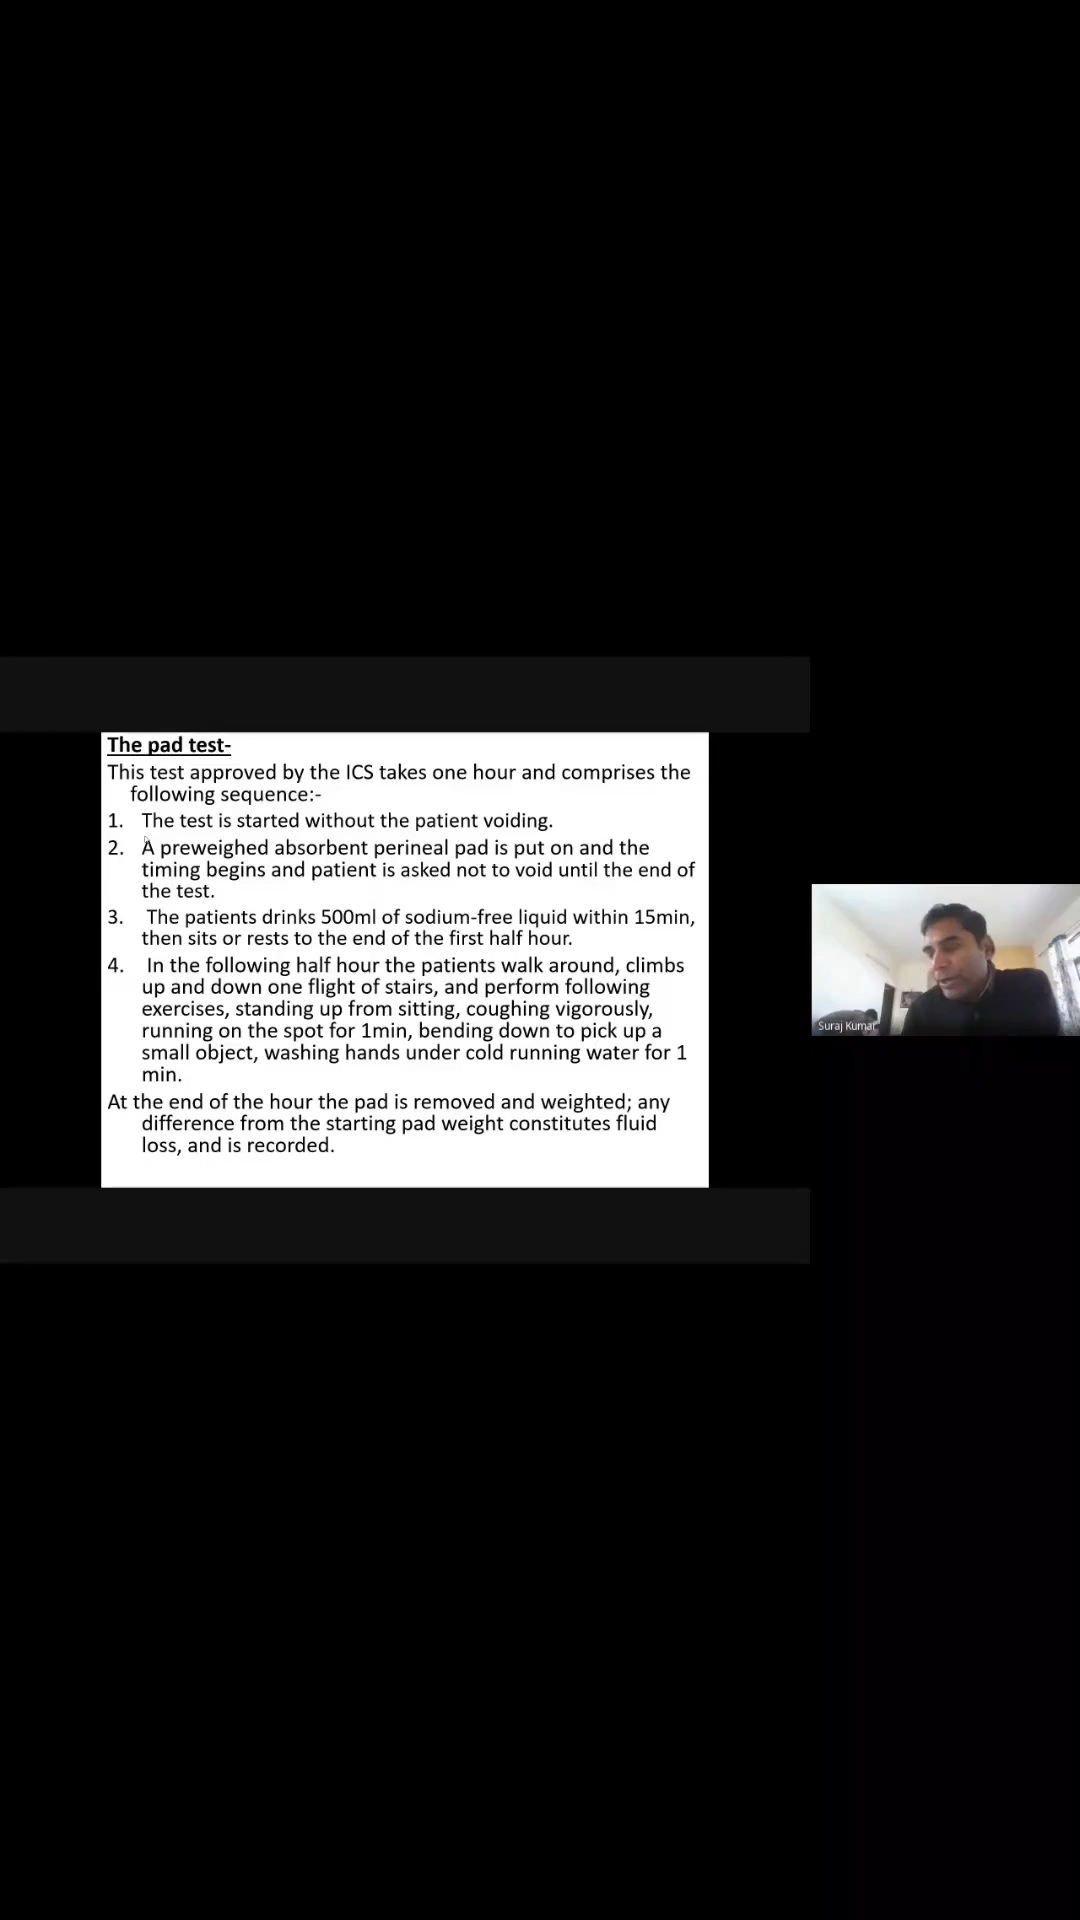 The pad test-
This test approved by the ICS takes one hour and comprises the
following sequence:-
1. The test is started without the patient voiding.
2. A preweighed absorbent perineal pad is put on and the
timing begins and patient is asked not to void until the end of
the test.
3. The patients drinks 500ml of sodium-free liquid within 15min,
then sits or rests to the end of the first half hour.
4. In the following half hour the patients walk around, climbs
up and down one flight of stairs, and perform following
exercises, standing up from sitting, coughing vigorously,
running on the spot for 1min, bending down to pick up a
small object, washing hands under cold running water for 1
min.
At the end of the hour the pad is removed and weighted; any
difference from the starting pad weight constitutes fluid
loss, and is recorded.
Suraj Kumar